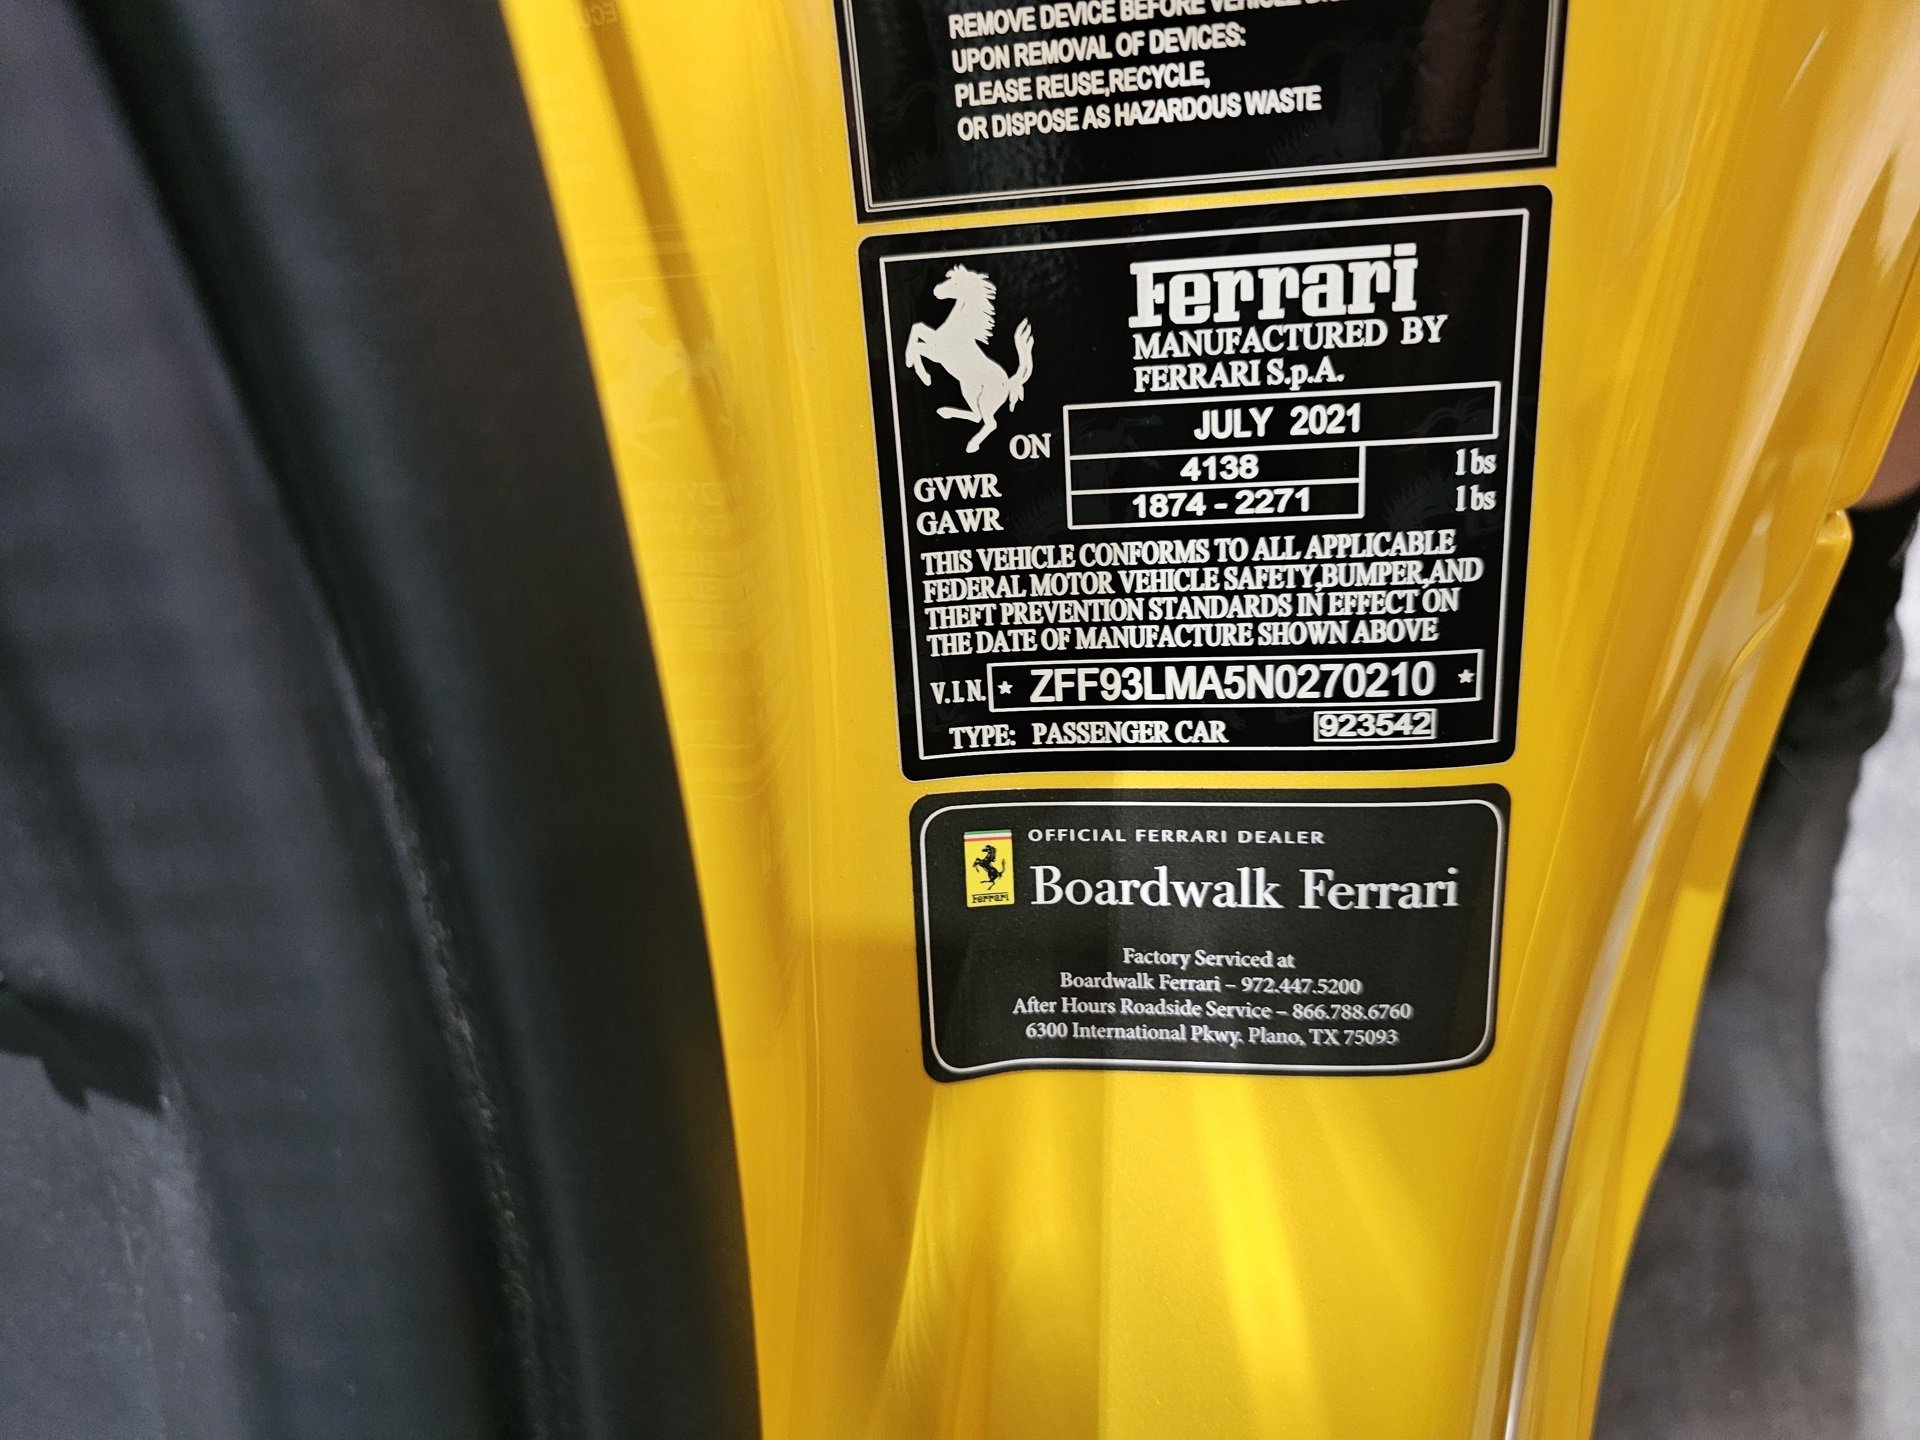 REMOVE DEVICE BEFORE VEHICLE
UPON REMOVAL OF DEVICES:
PLEASE REUSE,RECYCLE,
OR DISPOSE AS HAZARDOUS WASTE
Ferrari
MANUFACTURED BY
FERRARI S.p.A.
ON JULY 2021
GVWR 4138 lbs
GAWR 1874 - 2271 lbs
THIS VEHICLE CONFORMS TO ALL APPLICABLE
FEDERAL MOTOR VEHICLE SAFETY,BUMPER,AND
THEFT PREVENTION STANDARDS IN EFFECT ON
THE DATE OF MANUFACTURE SHOWN ABOVE
V.I.N. * ZFF93LMA5N0270210 *
TYPE: PASSENGER CAR 923542
OFFICIAL FERRARI DEALER
Ferrari
Boardwalk Ferrari
Factory Serviced at
Boardwalk Ferrari – 972.447.5200
After Hours Roadside Service – 866.788.6760
6300 International Pkwy. Plano, TX 75093